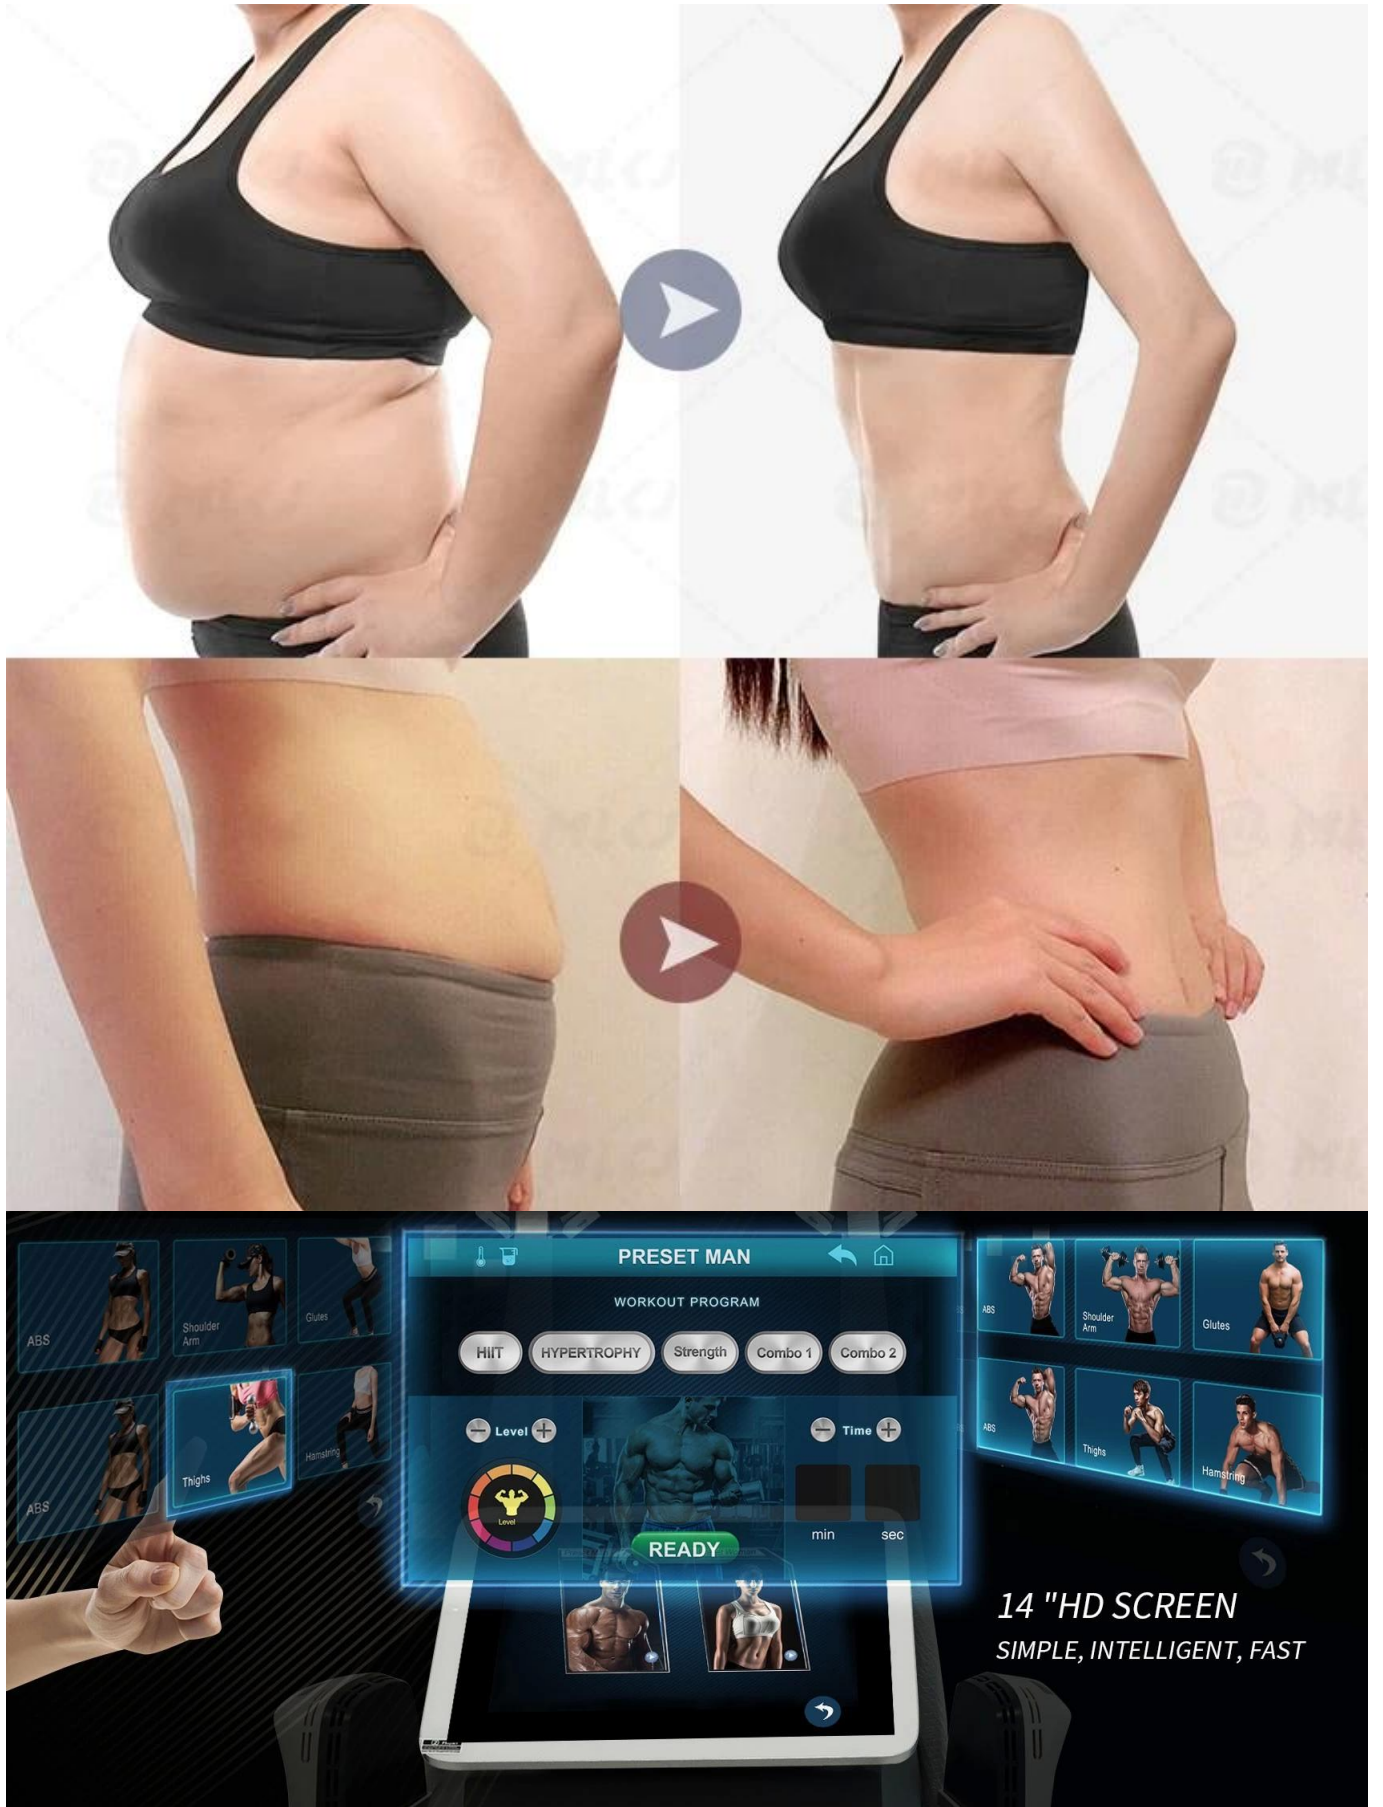 PRESET MAN
WORKOUT PROGRAM
HIIT
HYPERTROPHY
Strength
Combo 1
Combo 2
Level
Time
Level
min
sec
READY
ABS
Shoulder
Arm
Glutes
ABS
Thighs
Hamstring
ABS
Shoulder
Arm
Glutes
ABS
Thighs
Hamstring
14 "HD SCREEN
SIMPLE, INTELLIGENT, FAST